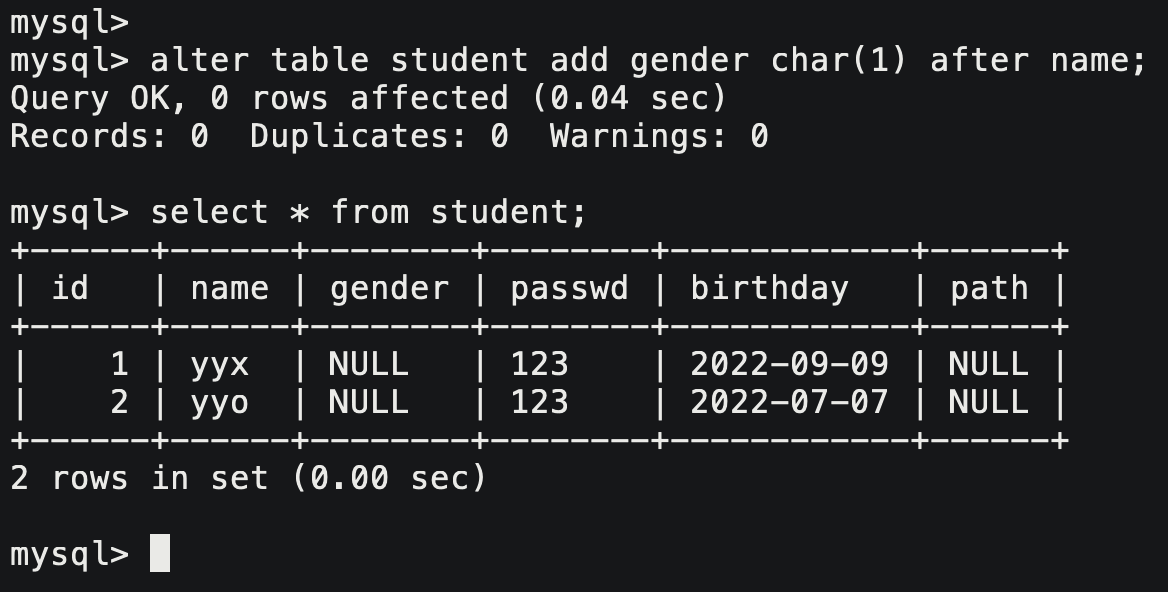 mysql>
mysql> alter table student add gender char(1) after name;
Query OK, 0 rows affected (0.04 sec)
Records: 0  Duplicates: 0  Warnings: 0
mysql> select * from student;
+------+------+--------+--------+------------+------+
| id   | name | gender | passwd | birthday   | path |
+------+------+--------+--------+------------+------+
|    1 | yyx  | NULL   | 123    | 2022-09-09 | NULL |
|    2 | yyo  | NULL   | 123    | 2022-07-07 | NULL |
+------+------+--------+--------+------------+------+
2 rows in set (0.00 sec)
mysql>